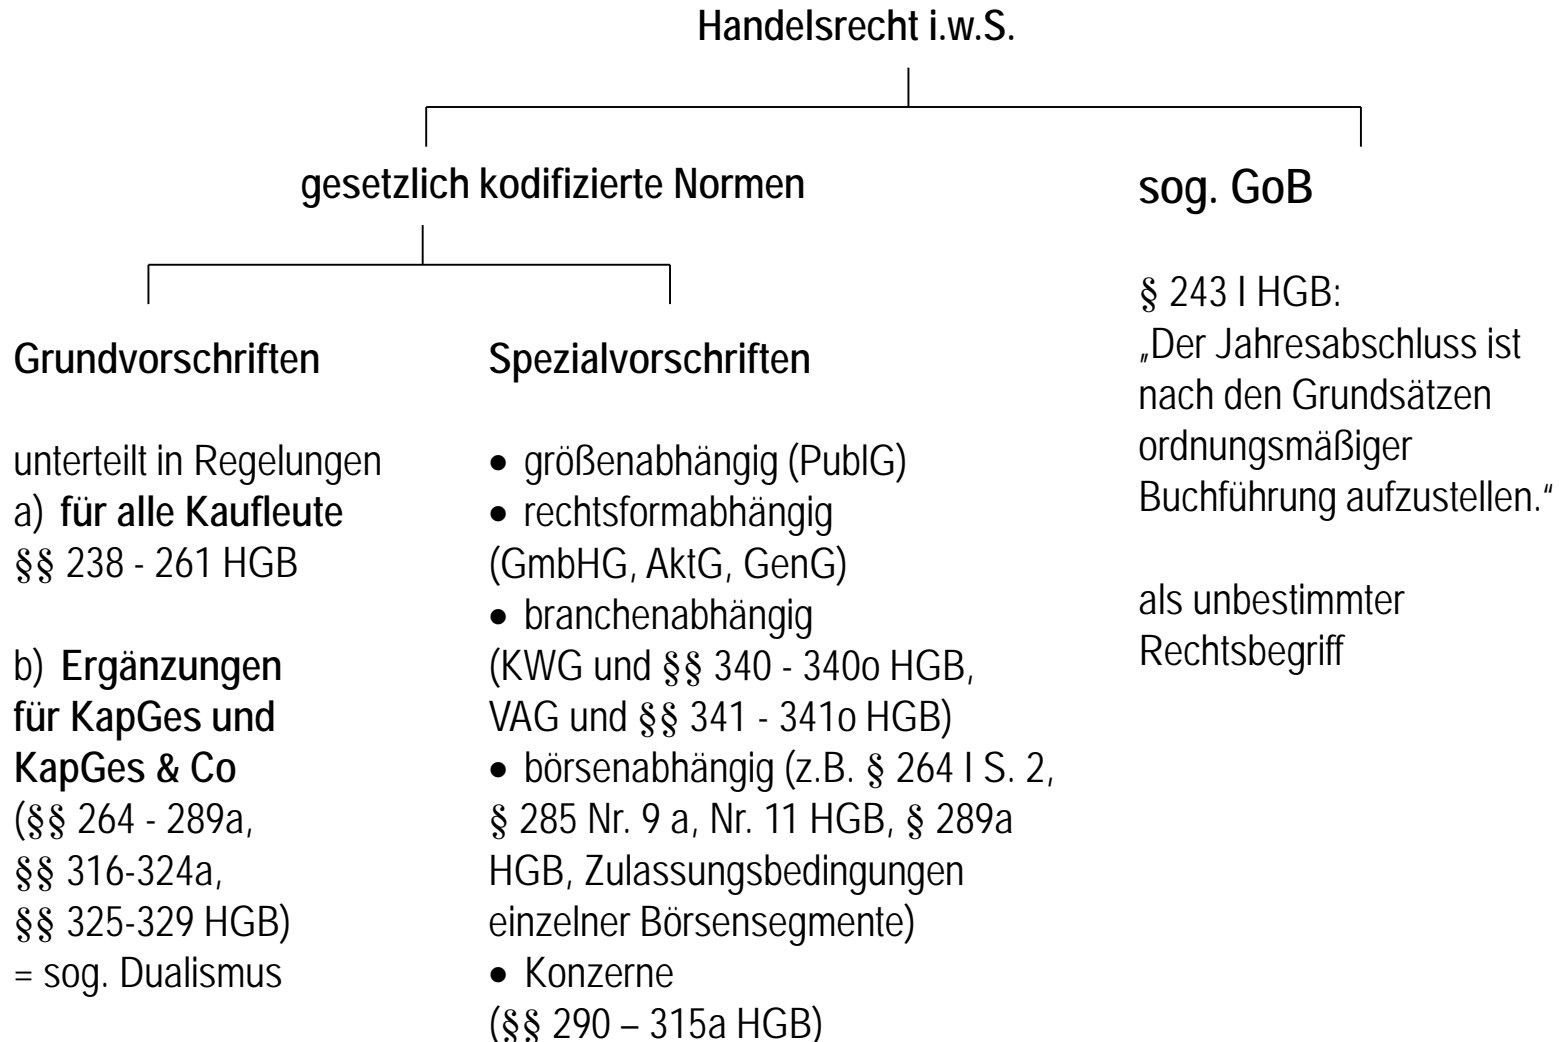 Handelsrecht i.w.S.
gesetzlich kodifizierte Normen
sog. GoB
Grundvorschriften
unterteilt in Regelungen
a) für alle Kaufleute
§§ 238 - 261 HGB
b) Ergänzungen
für KapGes und
KapGes & Co
(§§ 264 - 289a,
§§ 316-324a,
§§ 325-329 HGB)
= sog. Dualismus
Spezialvorschriften
• größenabhängig (PublG)
• rechtsformabhängig
(GmbHG, AktG, GenG)
• branchenabhängig
(KWG und §§ 340 - 340o HGB,
VAG und §§ 341 - 341o HGB)
• börsenabhängig (z.B. § 264 I S. 2,
§ 285 Nr. 9 a, Nr. 11 HGB, § 289a
HGB, Zulassungsbedingungen
einzelner Börsensegmente)
• Konzerne
(§§ 290 – 315a HGB)
§ 243 I HGB:
„Der Jahresabschluss ist
nach den Grundsätzen
ordnungsmäßiger
Buchführung aufzustellen.“
als unbestimmter
Rechtsbegriff